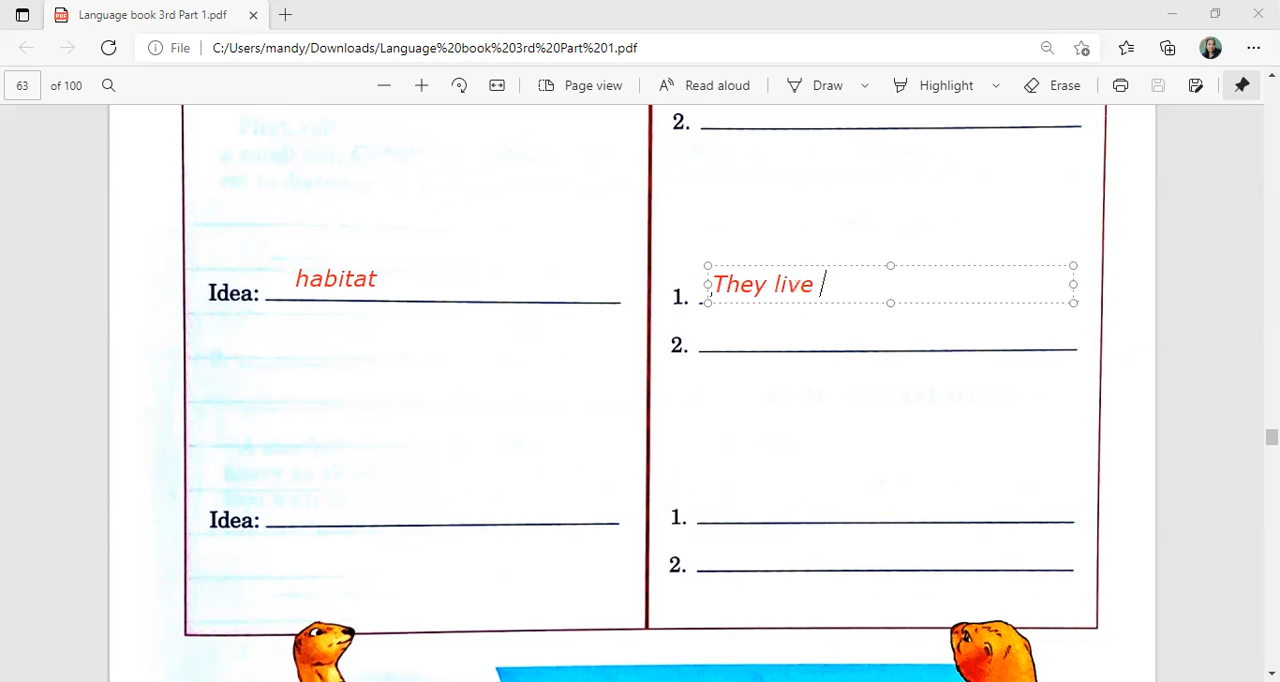 Language book 3rd Part 1.pdf
File C:/Users/mandy/Downloads/Language%20book%203rd%20Part%201.pdf
63 of 100 Page view Read aloud Draw Highlight Erase
2.
habitat
Idea:
They live
1.
2.
Idea:
1.
2.